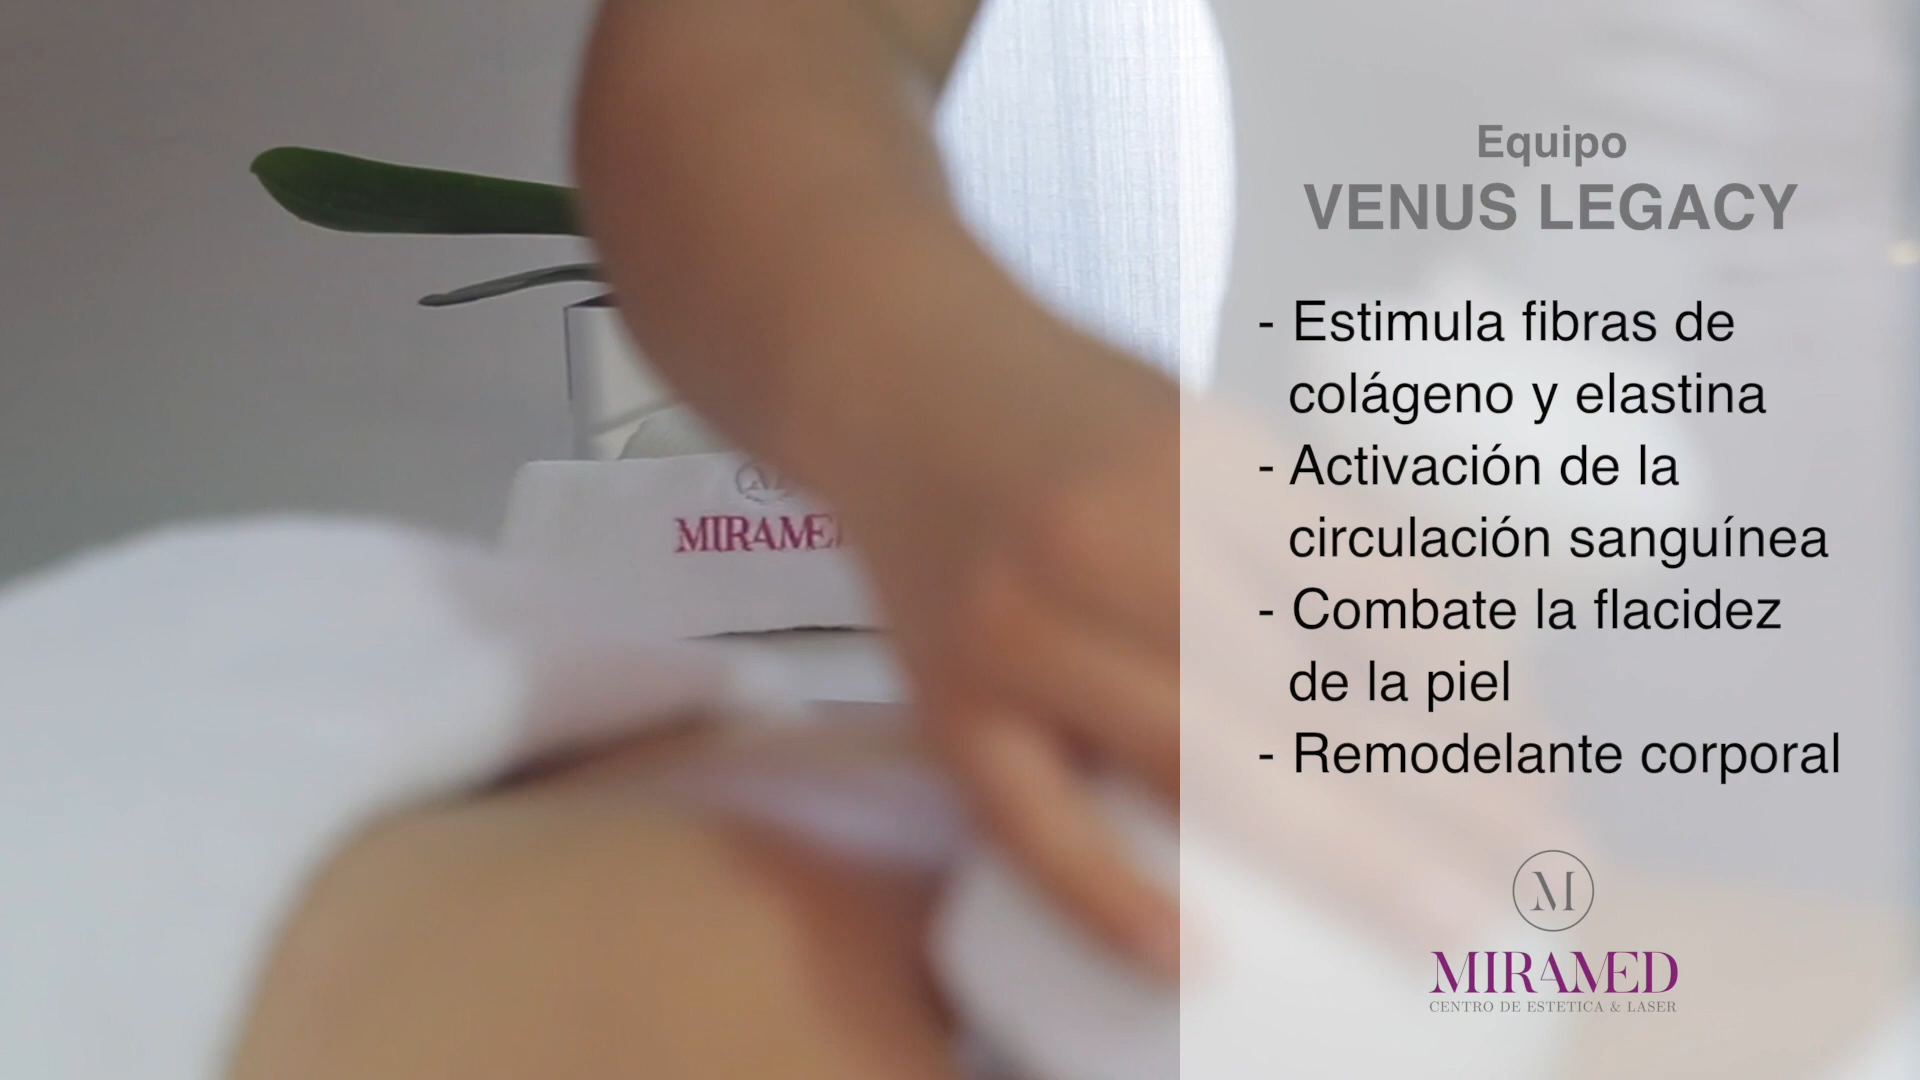 MIRAME
Equipo
VENUS LEGACY
- Estimula fibras de
colágeno y elastina
- Activación de la
circulación sanguínea
- Combate la flacidez
de la piel
- Remodelante corporal
M
MIRAMED
CENTRO DE ESTETICA & LASER